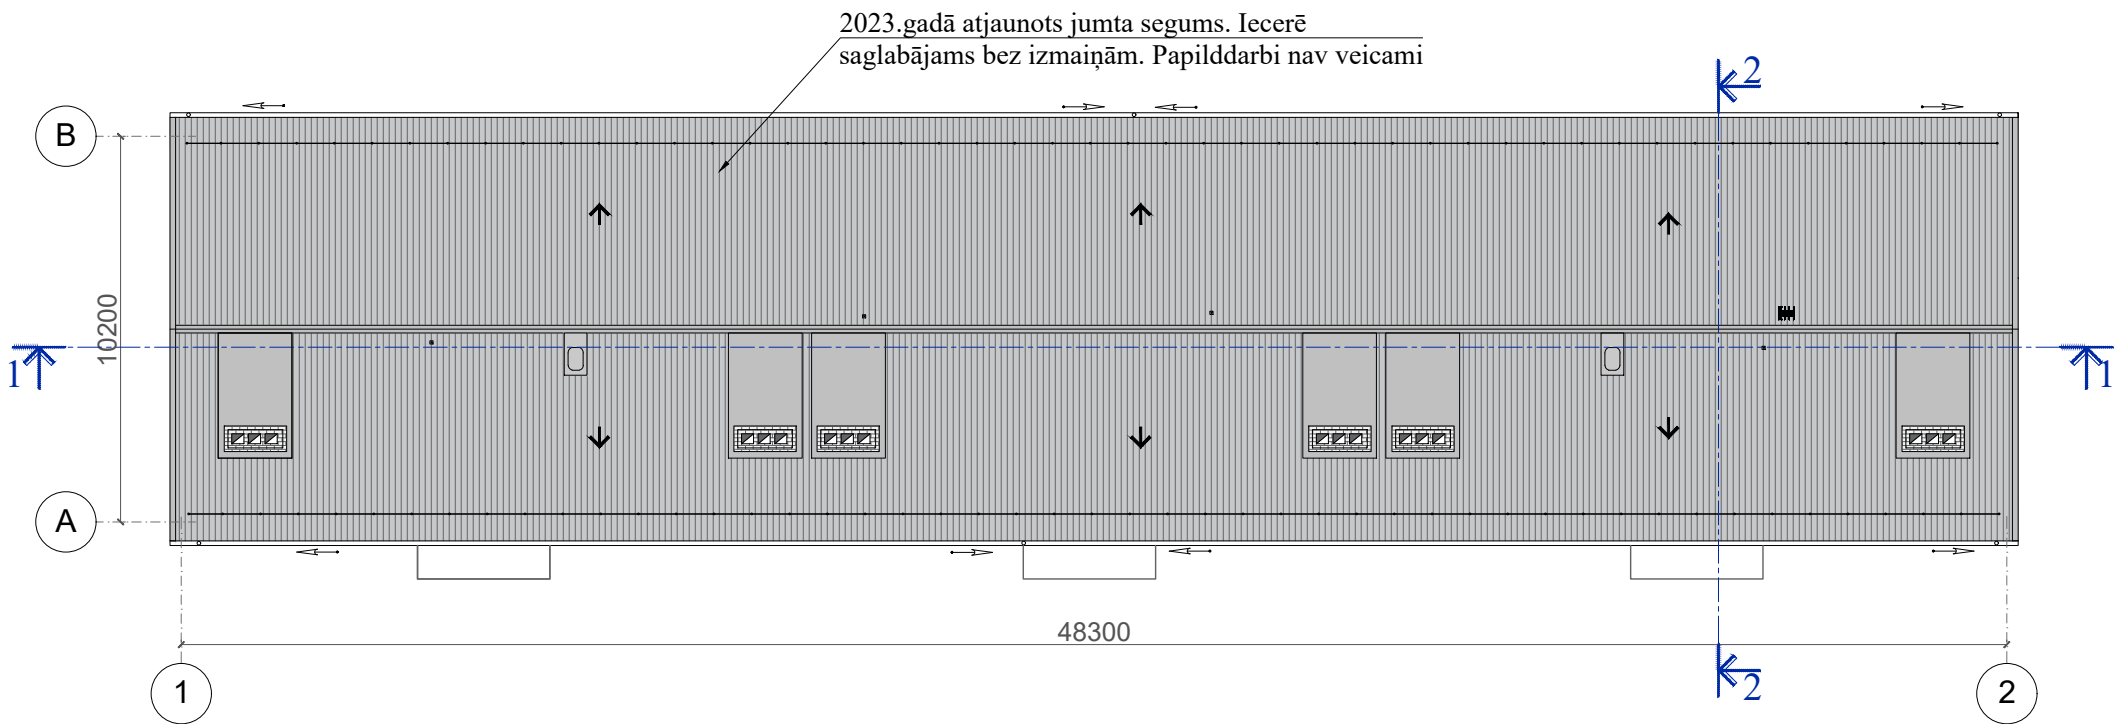 2023.gadā atjaunots jumta segums. Iecerē
saglabājams bez izmaiņām. Papilddarbi nav veicami
2
B
10200
1
1
A
48300
2
1
2